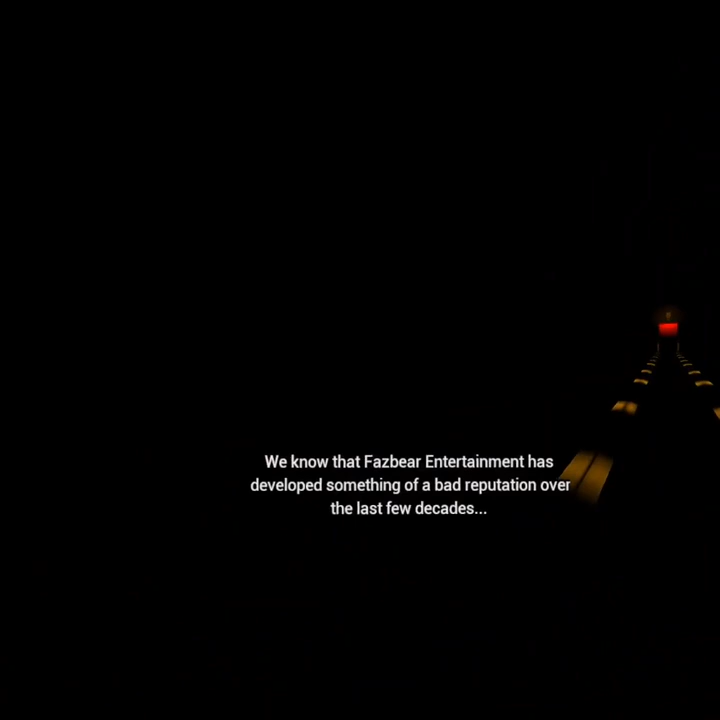 We know that Fazbear Entertainment has
developed something of a bad reputation over
the last few decades...